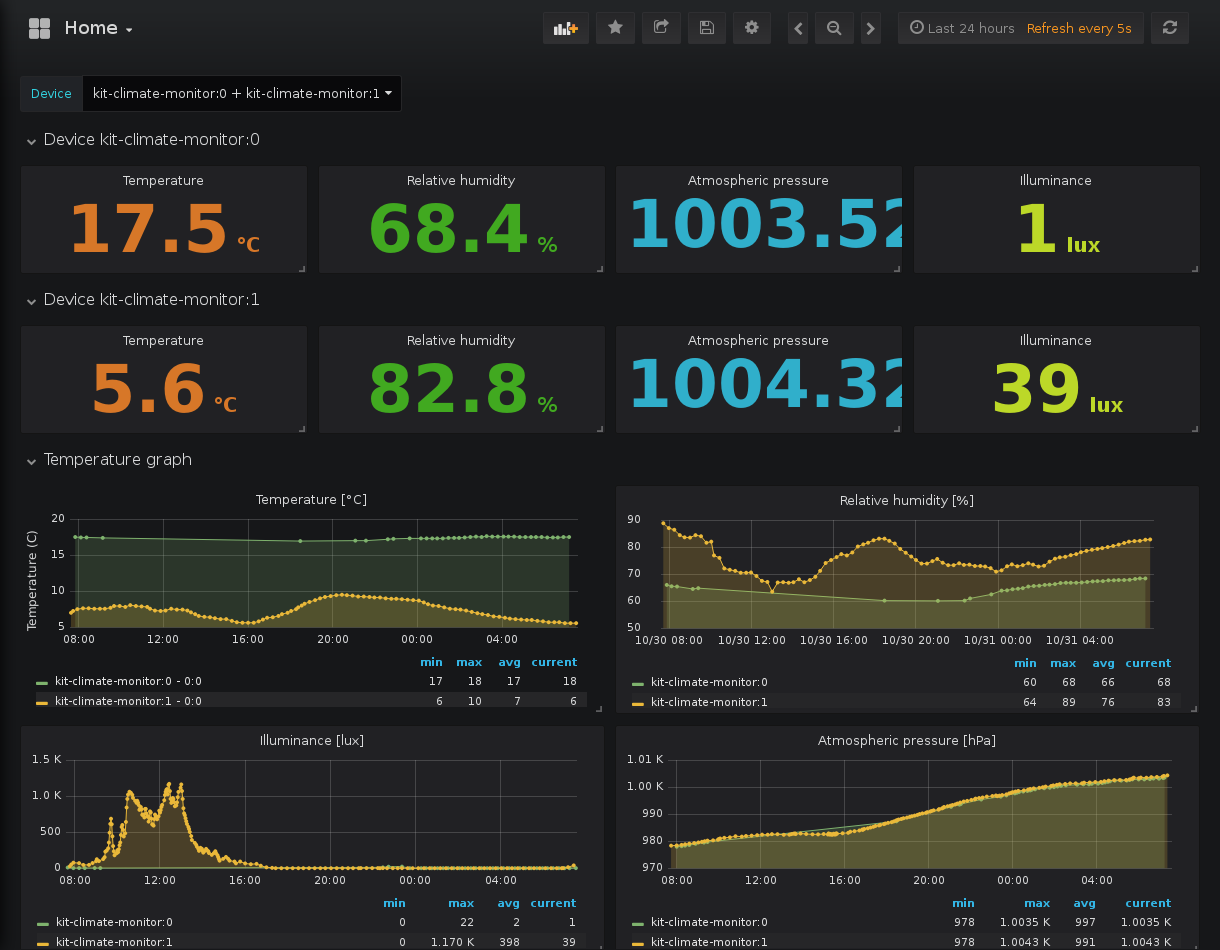 Home
Last 24 hours Refresh every 5s
Device kit-climate-monitor:0 + kit-climate-monitor:1
Device kit-climate-monitor:0
Temperature Relative humidity Atmospheric pressure Illuminance
17.5 °C 68.4 % 1003.52 1 lux
Device kit-climate-monitor:1
Temperature Relative humidity Atmospheric pressure Illuminance
5.6 °C 82.8 % 1004.32 39 lux
Temperature graph
Temperature [°C]
Temperature (C)
20
15
10
5
08:00 12:00 16:00 20:00 00:00 04:00
min max avg current
kit-climate-monitor:0 - 0:0 17 18 17 18
kit-climate-monitor:1 - 0:0 6 10 7 6
Relative humidity [%]
90
80
70
60
50
10/30 08:00 10/30 12:00 10/30 16:00 10/30 20:00 10/31 00:00 10/31 04:00
min max avg current
kit-climate-monitor:0 60 68 66 68
kit-climate-monitor:1 64 89 76 83
Illuminance [lux]
1.5 K
1.0 K
500
0
08:00 12:00 16:00 20:00 00:00 04:00
min max avg current
kit-climate-monitor:0 0 22 2 1
kit-climate-monitor:1 0 1.170 K 398 39
Atmospheric pressure [hPa]
1.01 K
1.00 K
990
980
970
08:00 12:00 16:00 20:00 00:00 04:00
min max avg current
kit-climate-monitor:0 978 1.0035 K 997 1.0035 K
kit-climate-monitor:1 978 1.0043 K 991 1.0043 K